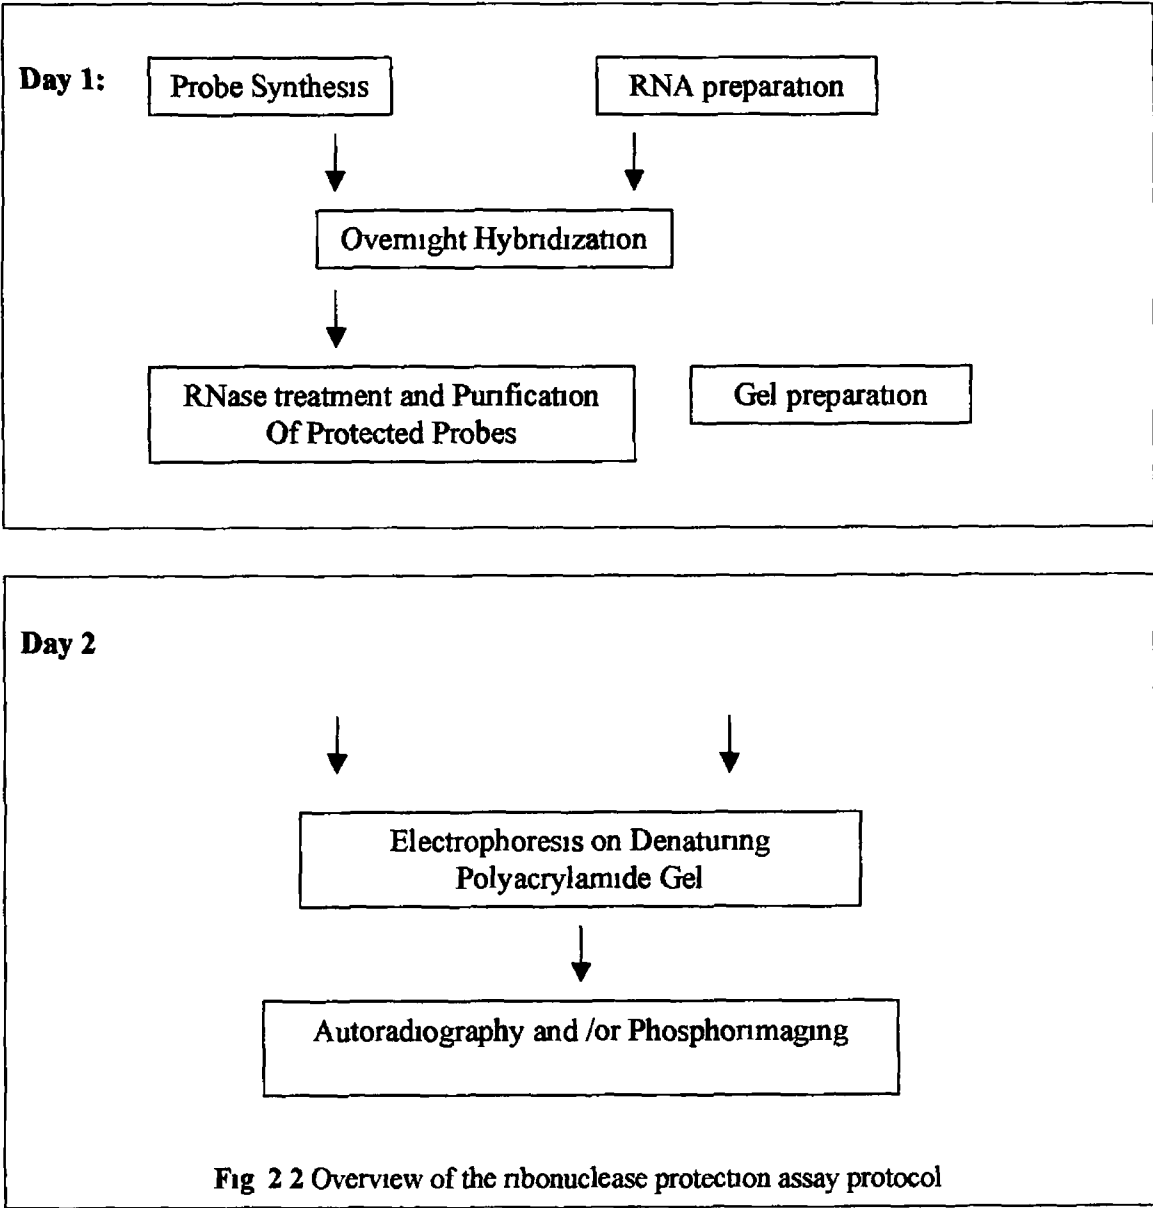 Day 1:
Probe Synthesis
RNA preparation
Overnight Hybridization
RNase treatment and Purification
Of Protected Probes
Gel preparation
Day 2
Electrophoresis on Denaturing
Polyacrylamide Gel
Autoradiography and /or Phosphorimaging
Fig 2 2 Overview of the ribonuclease protection assay protocol